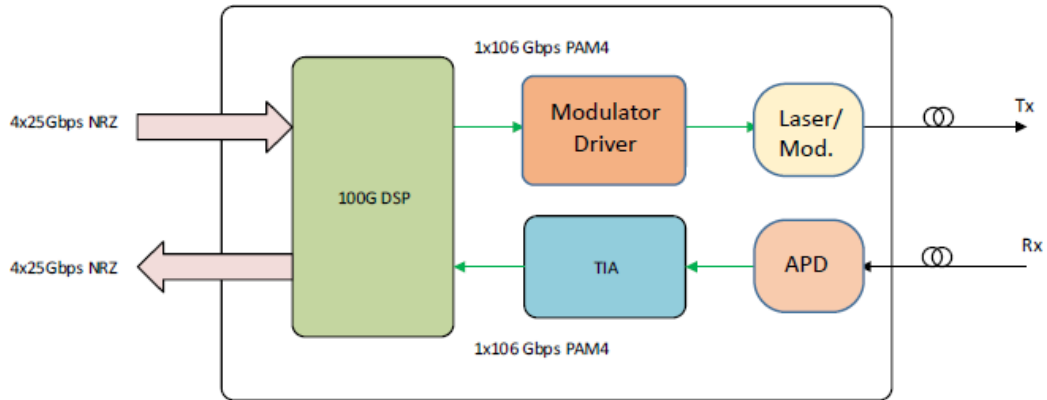 1x106 Gbps PAM4
4x25Gbps NRZ
100G DSP
Modulator
Driver
Laser/
Mod.
Tx
4x25Gbps NRZ
TIA
APD
Rx
1x106 Gbps PAM4